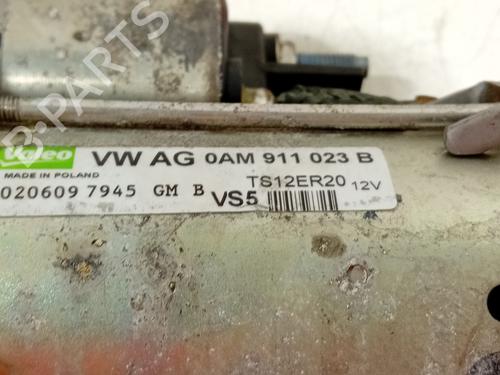 B-PARTS
Valeo VW AG 0AM 911 023 B
MADE IN POLAND
020609 7945 GM B VS5 TS12ER20 12V